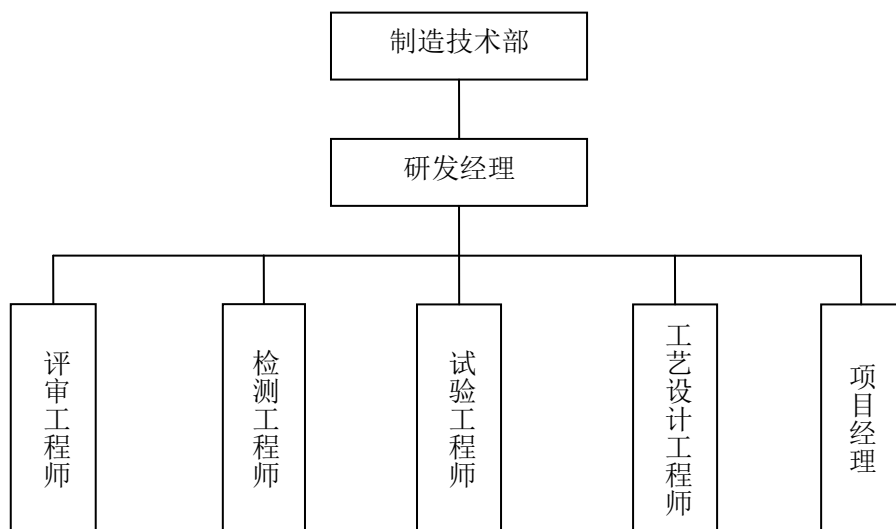 制造技术部
研发经理
评审工程师
检测工程师
试验工程师
工艺设计工程师
项目经理